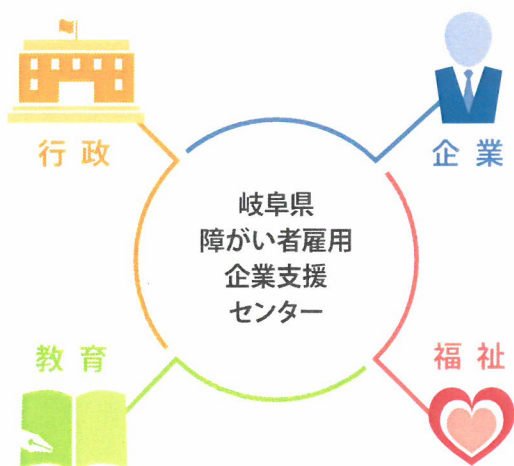 行政
企業
岐阜県
障がい者雇用
企業支援
センター
教育
福祉